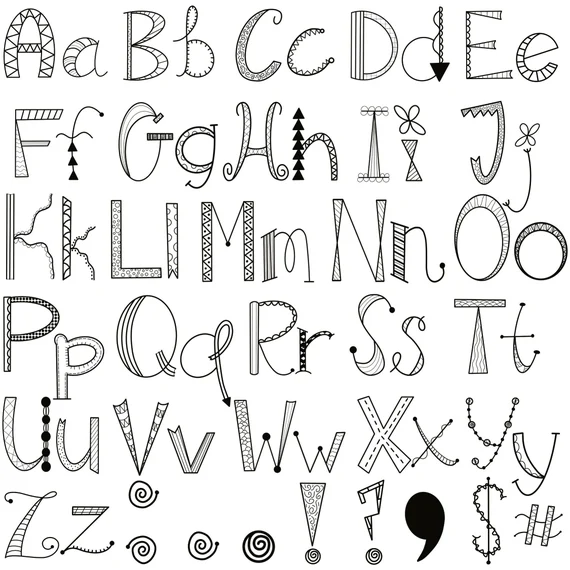 Aa Bb Cc Dd Ee
Ff Gg Hh Ii Jj
Kk Ll Mm Nn Oo
Pp Qq Rr Ss Tt
Uu Vv Ww Xx Yy
Zz : . . ! ? , $ #